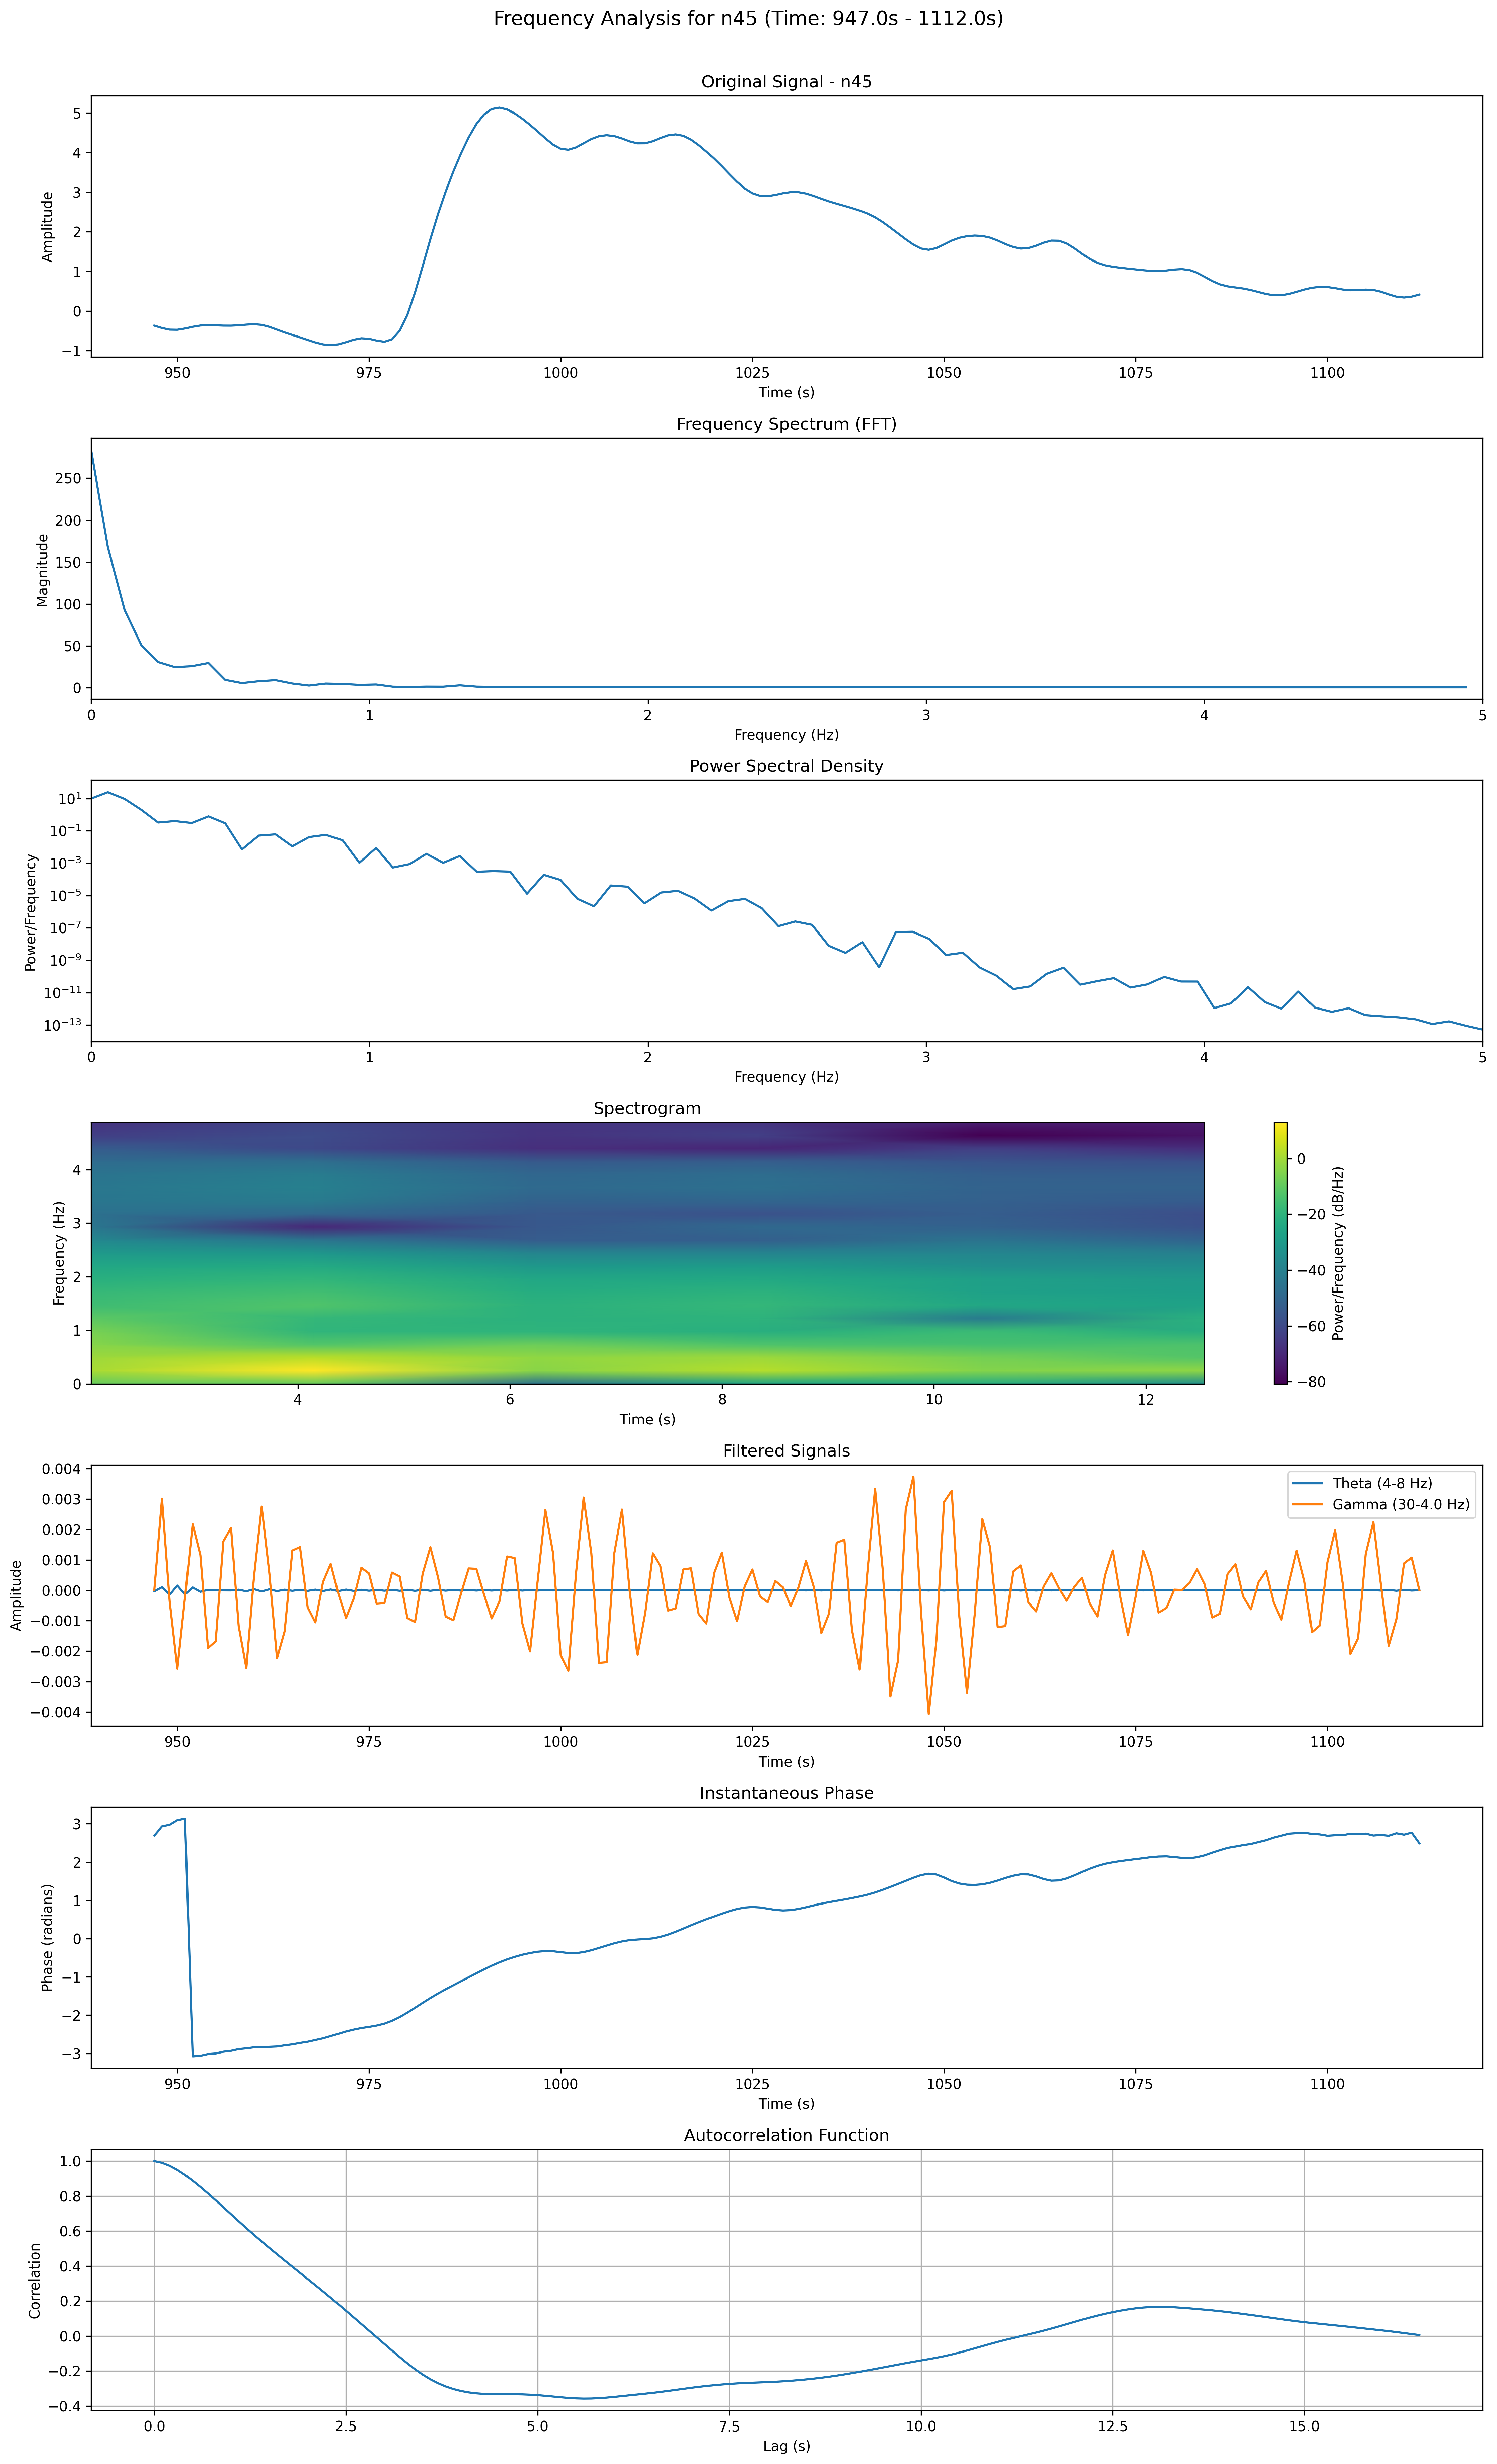 Frequency Analysis for n45 (Time: 947.0s - 1112.0s)
Original Signal - n45
Amplitude
5
4
3
2
1
0
−1
950 975 1000 1025 1050 1075 1100
Time (s)
Frequency Spectrum (FFT)
Magnitude
250
200
150
100
50
0
0 1 2 3 4 5
Frequency (Hz)
Power Spectral Density
Power/Frequency
10¹
10⁻¹
10⁻³
10⁻⁵
10⁻⁷
10⁻⁹
10⁻¹¹
10⁻¹³
0 1 2 3 4 5
Frequency (Hz)
Spectrogram
Frequency (Hz)
4
3
2
1
0
4 6 8 10 12
Time (s)
0
−20
−40
−60
−80
Power/Frequency (dB/Hz)
Filtered Signals
Amplitude
0.004
0.003
0.002
0.001
0.000
−0.001
−0.002
−0.003
−0.004
Theta (4-8 Hz)
Gamma (30-4.0 Hz)
950 975 1000 1025 1050 1075 1100
Time (s)
Instantaneous Phase
Phase (radians)
3
2
1
0
−1
−2
−3
950 975 1000 1025 1050 1075 1100
Time (s)
Autocorrelation Function
Correlation
1.0
0.8
0.6
0.4
0.2
0.0
−0.2
−0.4
0.0 2.5 5.0 7.5 10.0 12.5 15.0
Lag (s)